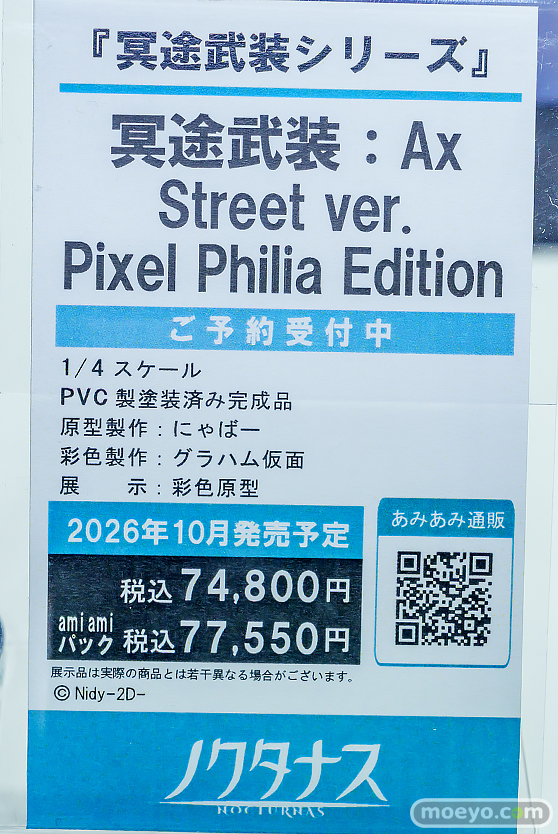 『冥途武装シリーズ』
冥途武装：Ax
Street ver.
Pixel Philia Edition
ご予約受付中
1/4 スケール
PVC 製塗装済み完成品
原型製作：にゃばー
彩色製作：グラハム仮面
展　　示：彩色原型
2026年10月発売予定
税込 74,800円
amiami
パック 税込 77,550円
あみあみ通販
展示品は実際の商品とは若干異なる場合がございます。
© Nidy-2D-
ノクタナス
NOCTURNAS
moeyo.com